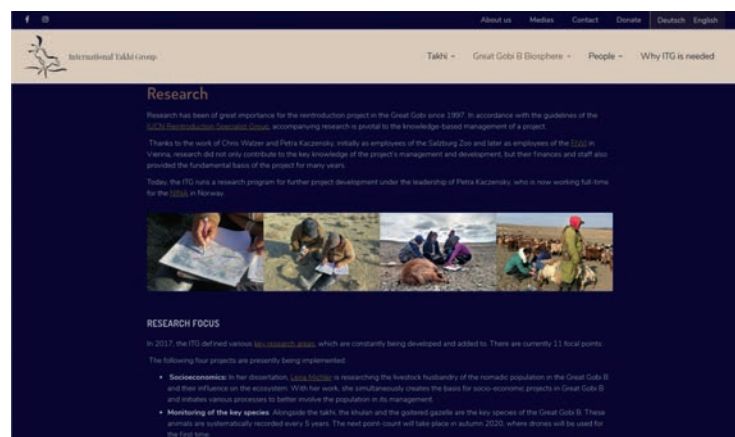 About us Medias Contact Donate Deutsch English
International Takhi Group
Takhi Great Gobi B Biosphere People Why ITG is needed
Research
Research has been of great importance for the reintroduction project in the Great Gobi since 1997. In accordance with the guidelines of the
IUCN Reintroduction Specialist Group, accompanying research is pivotal to the knowledge-based management of a project.
Thanks to the work of Chris Walzer and Petra Kaczensky, initially as employees of the Salzburg Zoo and later as employees of the FIWI in
Vienna, research did not only contribute to the key knowledge of the project's management and development, but their finances and staff also
provided the fundamental basis of the project for many years.
Today, the ITG runs a research program for further project development under the leadership of Petra Kaczensky, who is now working full-time
for the NINA in Norway.
RESEARCH FOCUS
In 2017, the ITG defined various key research areas, which are constantly being developed and added to. There are currently 11 focal points:
The following four projects are presently being implemented:
• Socioeconomics: In her dissertation, Lena Michler is researching the livestock husbandry of the nomadic population in the Great Gobi B
and their influence on the ecosystem. With her work, she simultaneously creates the basis for socio-economic projects in Great Gobi B
and initiates various processes to better involve the population in its management.
• Monitoring of the key species: Alongside the takhi, the khulan and the goitered gazelle are the key species of the Great Gobi B. These
animals are systematically recorded every 5 years. The next point-count will take place in autumn 2020, where drones will be used for
the first time.